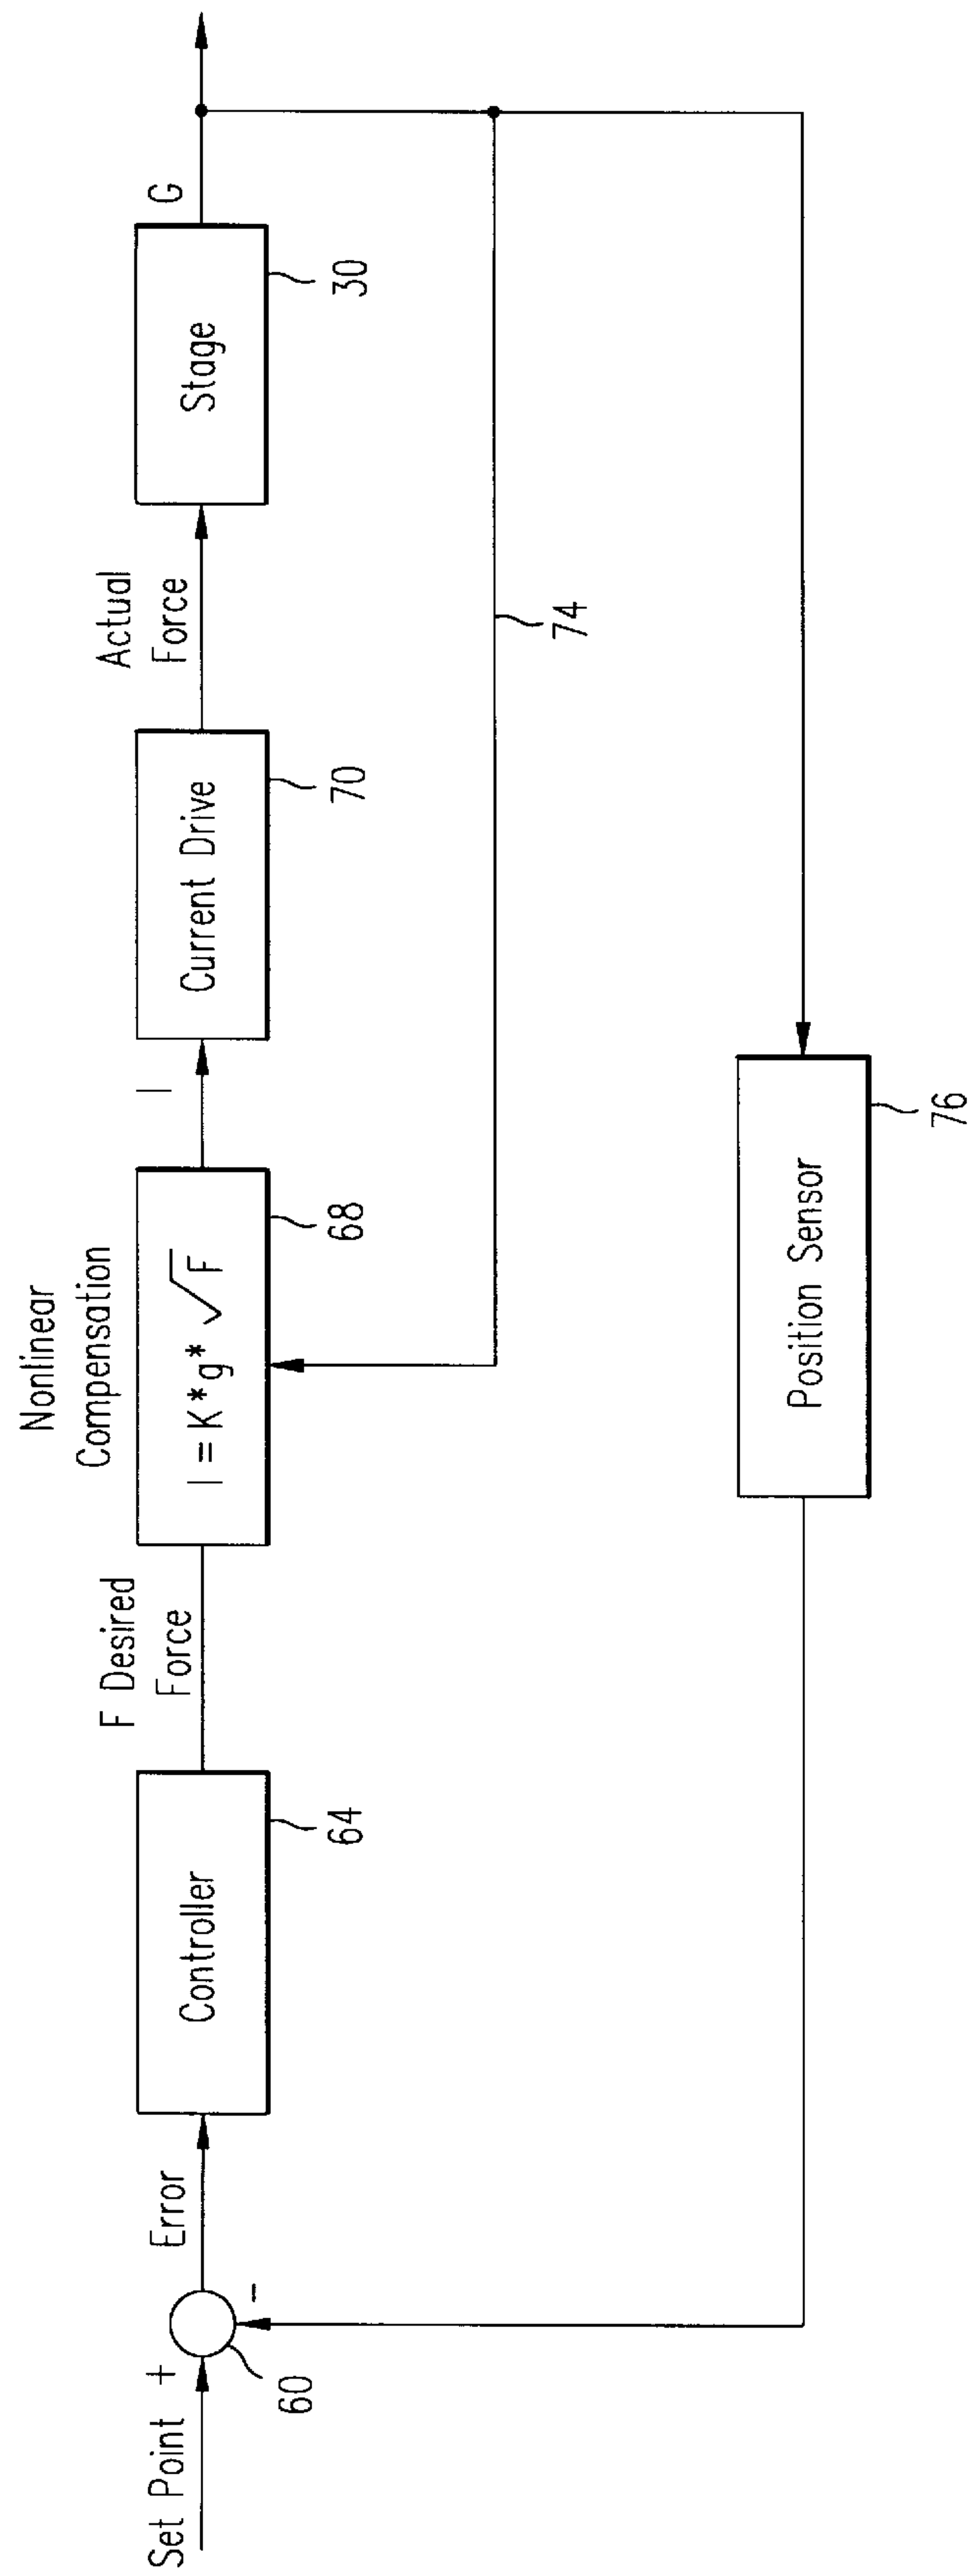 Set Point +
60
-
Error
Controller
64
F Desired
Force
Nonlinear
Compensation
I = K*g* √F
68
I
Current Drive
70
Actual
Force
Stage
30
G
74
Position Sensor
76